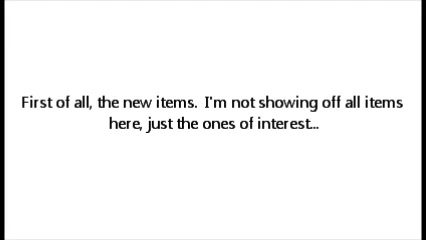 First of all, the new items.  I'm not showing off all items
here, just the ones of interest...